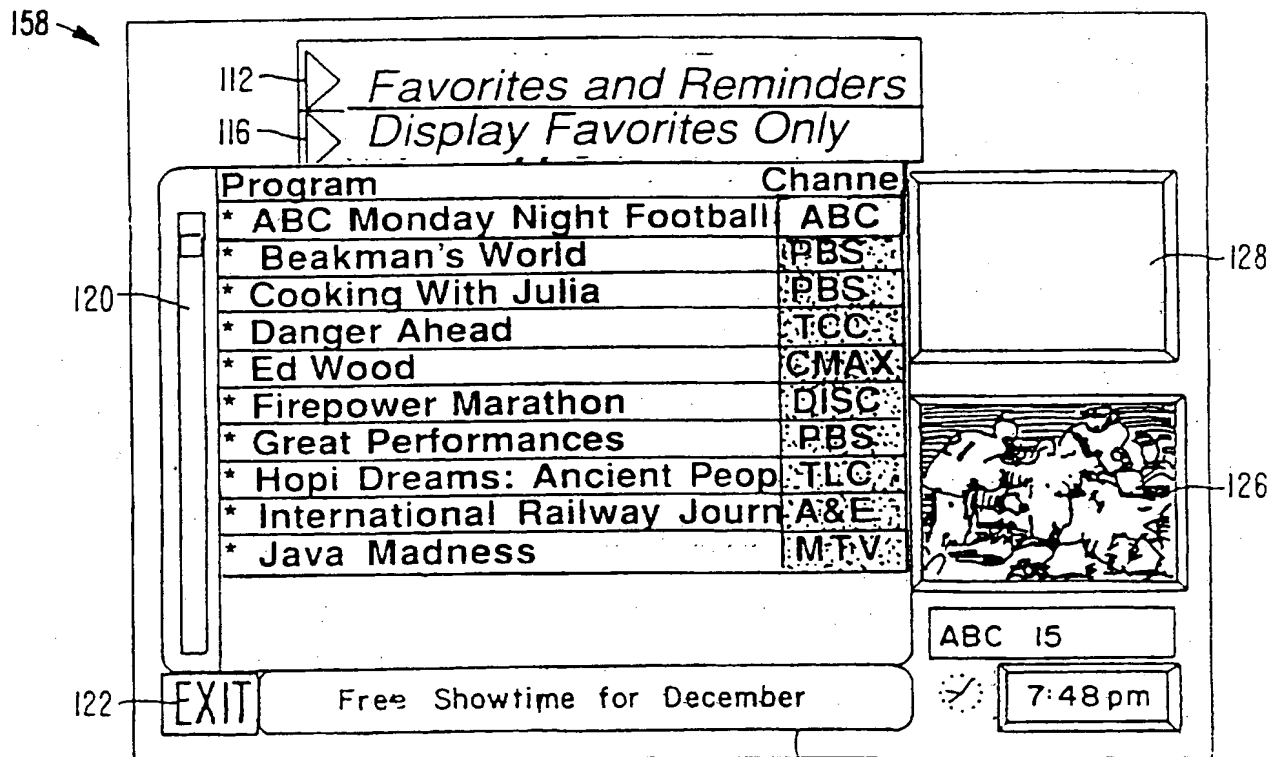 158
112
Favorites and Reminders
116
Display Favorites Only
Program Channe
* ABC Monday Night Football ABC
* Beakman's World PBS
* Cooking With Julia PBS
* Danger Ahead TCC
* Ed Wood CMAX
* Firepower Marathon DISC
* Great Performances PBS
* Hopi Dreams: Ancient Peop TLC
* International Railway Journ A&E
* Java Madness MTV
120
128
126
ABC 15
122
EXIT
Free Showtime for December
7:48 pm